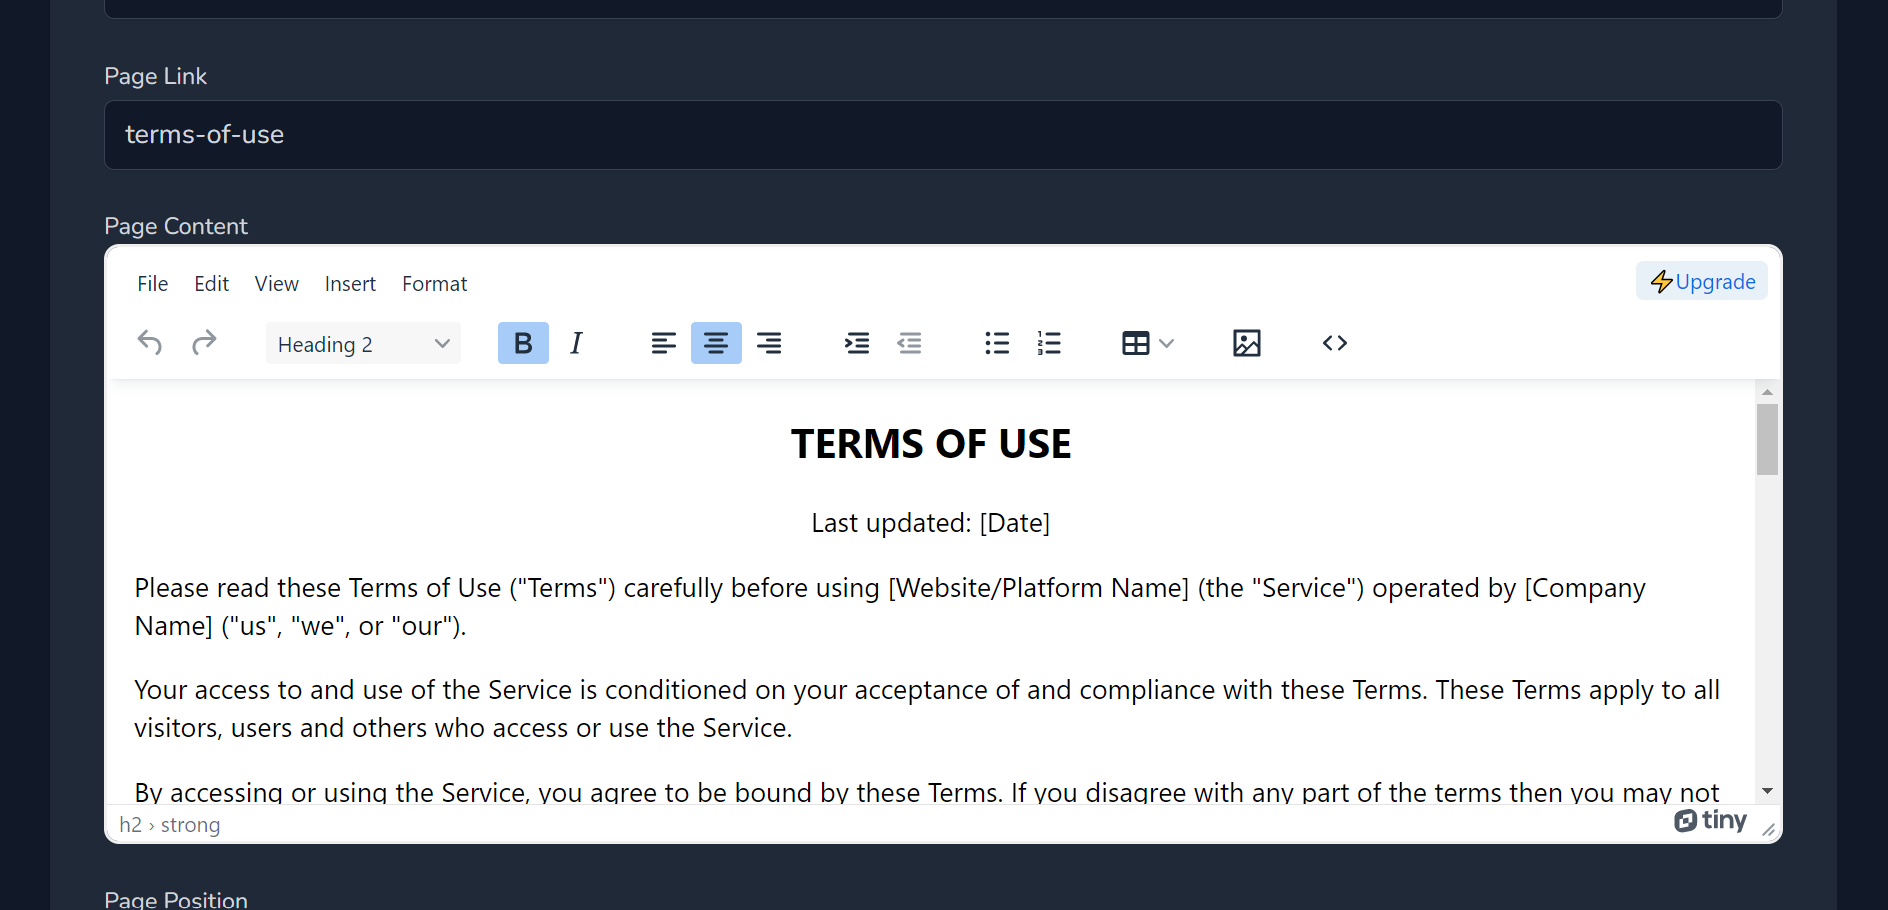 Page Link
terms-of-use
Page Content
File Edit View Insert Format
⚡Upgrade
Heading 2 B I
TERMS OF USE
Last updated: [Date]
Please read these Terms of Use ("Terms") carefully before using [Website/Platform Name] (the "Service") operated by [Company
Name] ("us", "we", or "our").
Your access to and use of the Service is conditioned on your acceptance of and compliance with these Terms. These Terms apply to all
visitors, users and others who access or use the Service.
By accessing or using the Service, you agree to be bound by these Terms. If you disagree with any part of the terms then you may not
h2 › strong
tiny
Page Position